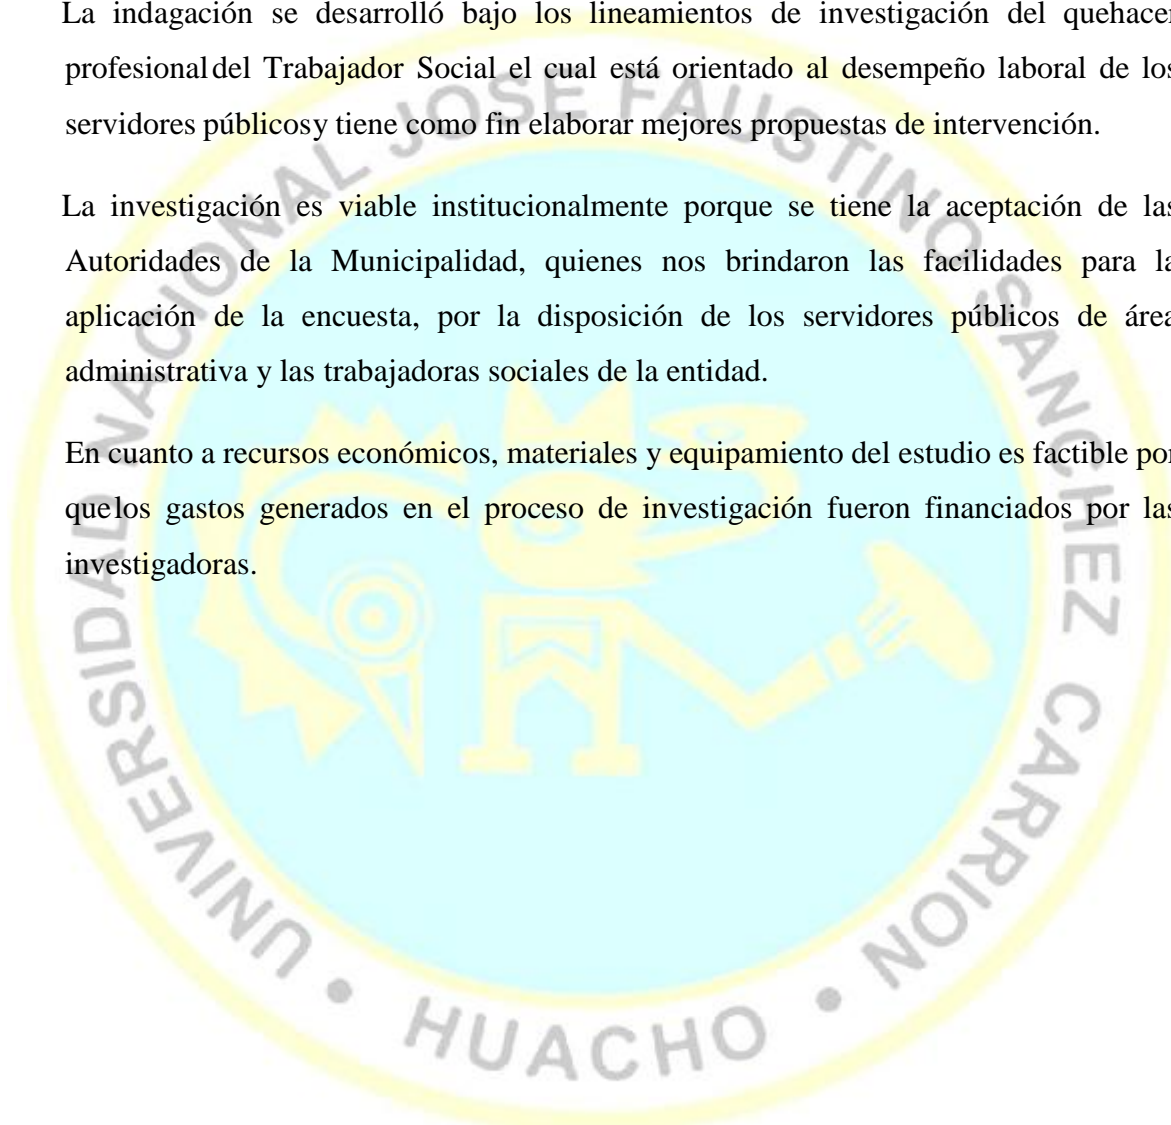 La indagación se desarrolló bajo los lineamientos de investigación del quehacer
profesionaldel Trabajador Social el cual está orientado al desempeño laboral de los
servidores públicosy tiene como fin elaborar mejores propuestas de intervención.
La investigación es viable institucionalmente porque se tiene la aceptación de las
Autoridades de la Municipalidad, quienes nos brindaron las facilidades para la
aplicación de la encuesta, por la disposición de los servidores públicos de área
administrativa y las trabajadoras sociales de la entidad.
En cuanto a recursos económicos, materiales y equipamiento del estudio es factible por
quelos gastos generados en el proceso de investigación fueron financiados por las
investigadoras.
UNIVERSIDAD NACIONAL JOSE FAUSTINO SANCHEZ CARRION • HUACHO •